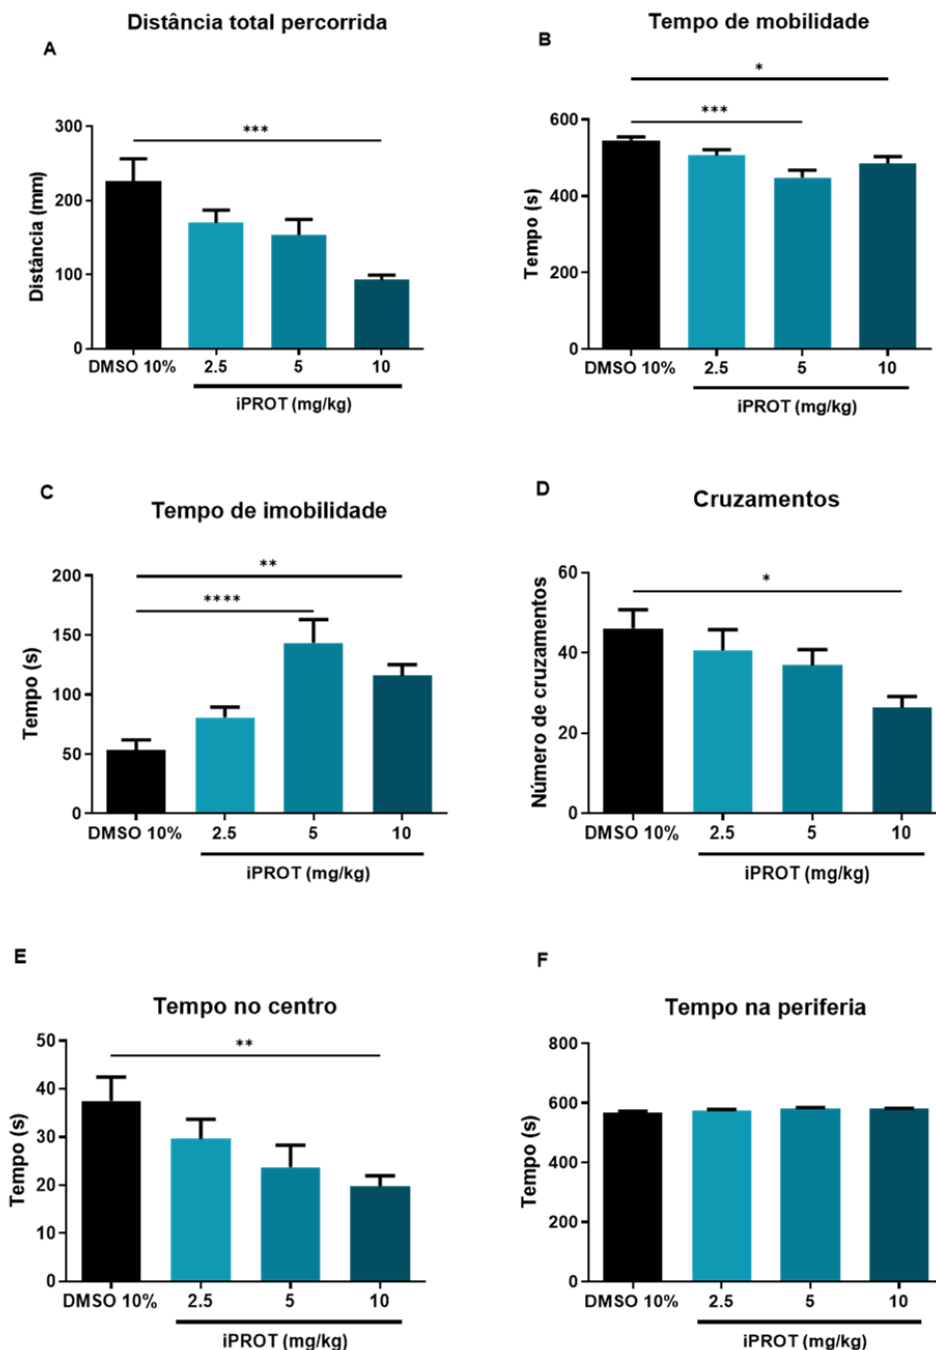 A
Distância total percorrida
***
Distância (mm)
300
200
100
0
DMSO 10%
2.5
5
10
iPROT (mg/kg)
B
Tempo de mobilidade
*
***
Tempo (s)
600
400
200
0
DMSO 10%
2.5
5
10
iPROT (mg/kg)
C
Tempo de imobilidade
**
****
Tempo (s)
200
150
100
50
0
DMSO 10%
2.5
5
10
iPROT (mg/kg)
D
Cruzamentos
*
Número de cruzamentos
60
40
20
0
DMSO 10%
2.5
5
10
iPROT (mg/kg)
E
Tempo no centro
**
Tempo (s)
50
40
30
20
10
0
DMSO 10%
2.5
5
10
iPROT (mg/kg)
F
Tempo na periferia
Tempo (s)
800
600
400
200
0
DMSO 10%
2.5
5
10
iPROT (mg/kg)